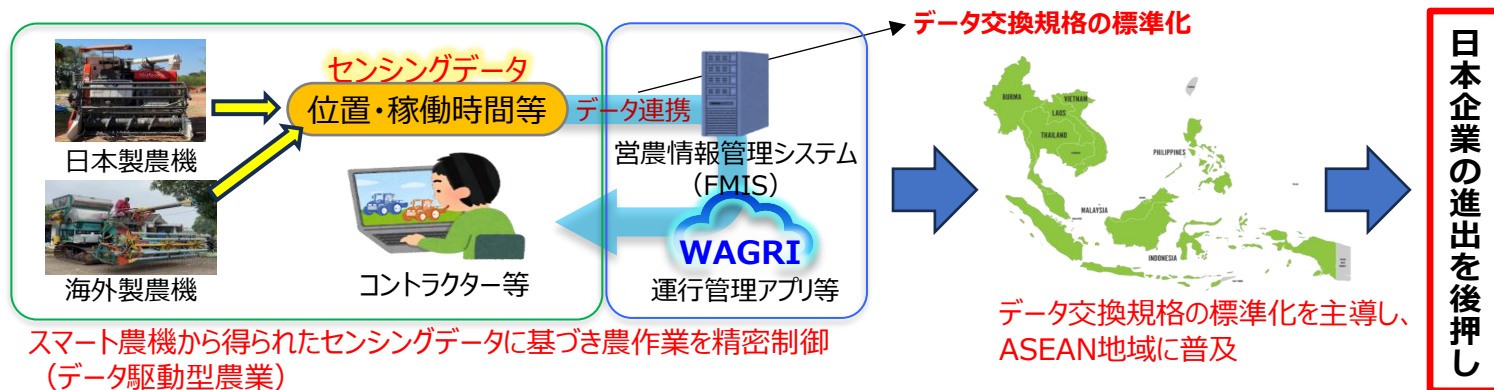 データ交換規格の標準化
センシングデータ
位置・稼働時間等
データ連携
日本製農機
海外製農機
コントラクター等
営農情報管理システム
（FMIS）
WAGRI
運行管理アプリ等
スマート農機から得られたセンシングデータに基づき農作業を精密制御
（データ駆動型農業）
BURMA
VIETNAM
LAOS
THAILAND
PHILIPPINES
MALAYSIA
INDONESIA
データ交換規格の標準化を主導し、
ASEAN地域に普及
日本企業の進出を後押し